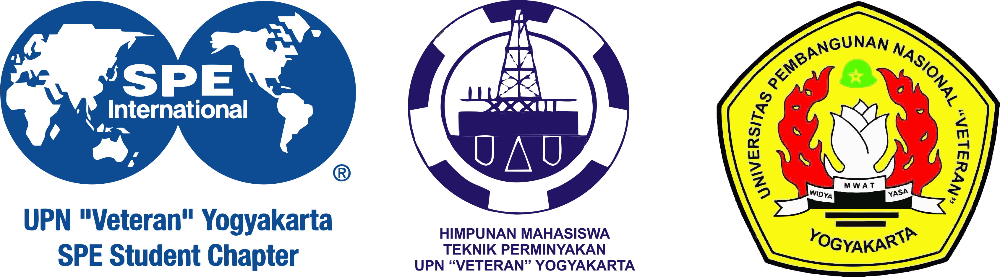 SPE
International
®
UPN "Veteran" Yogyakarta
SPE Student Chapter
HIMPUNAN MAHASISWA
TEKNIK PERMINYAKAN
UPN “VETERAN” YOGYAKARTA
UNIVERSITAS PEMBANGUNAN NASIONAL “VETERAN”
WIDYA MWAT YASA
YOGYAKARTA